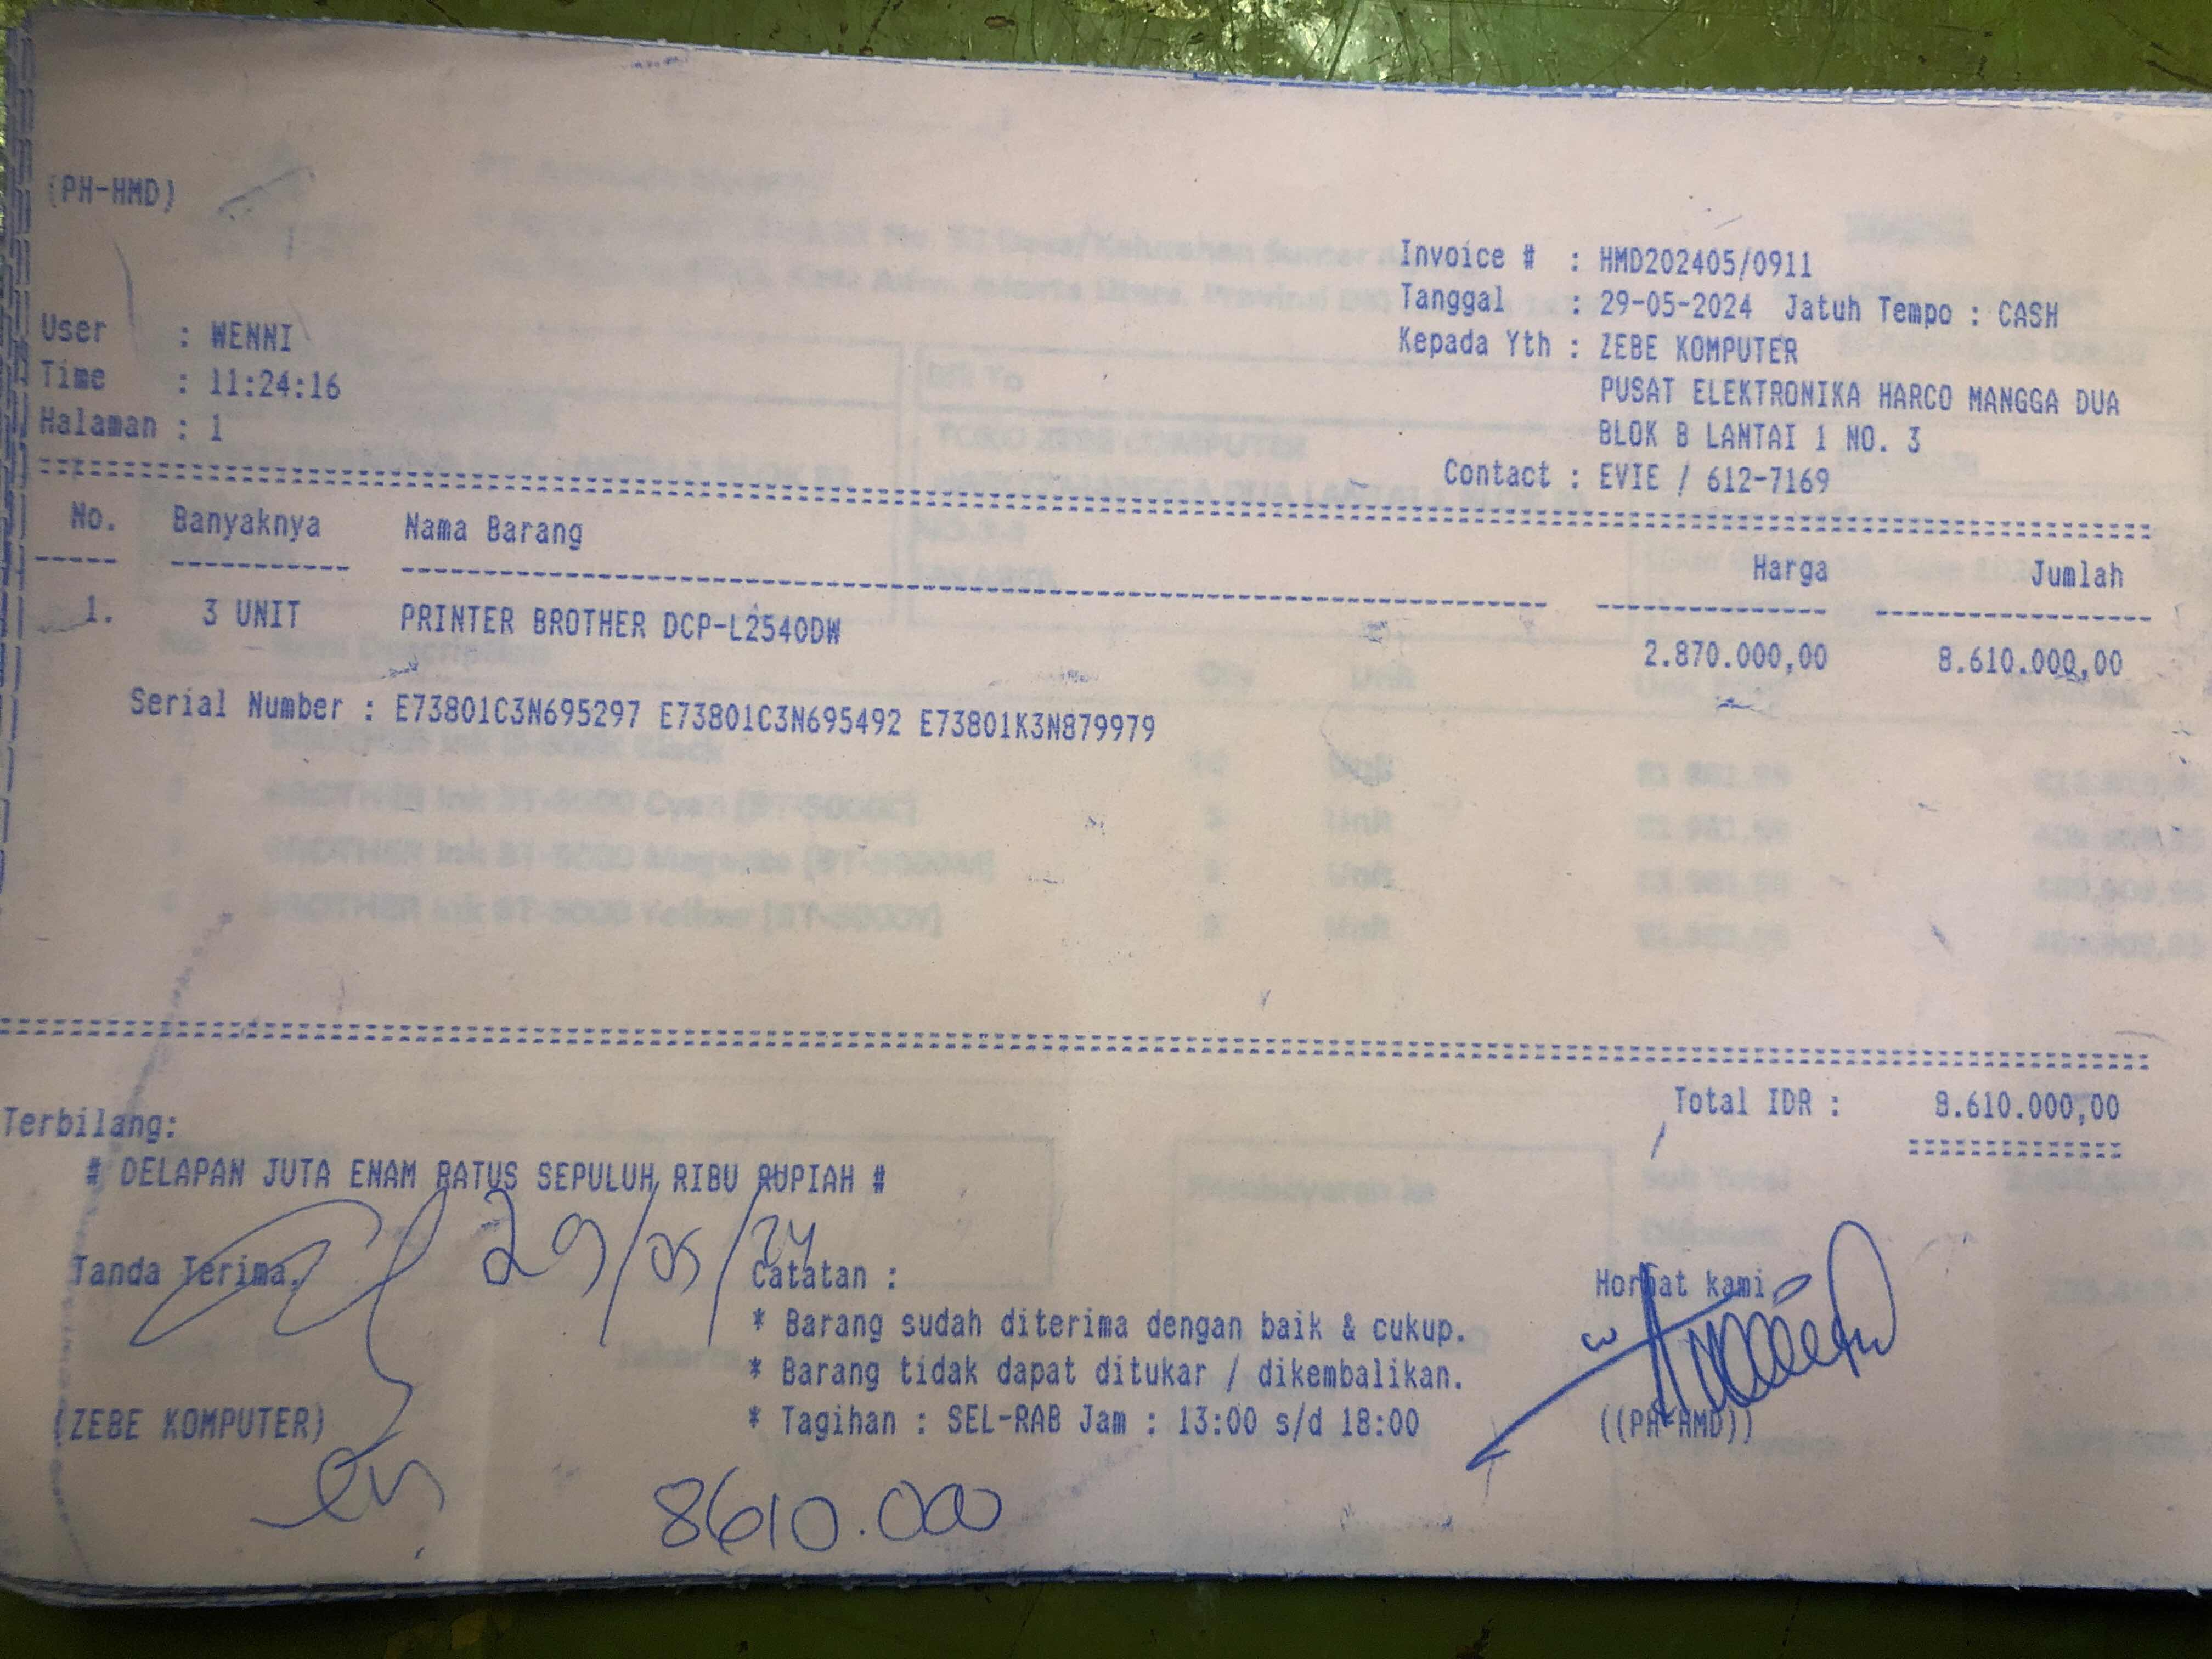 (PH-HMD)
Invoice # : HMD202405/0911
Tanggal : 29-05-2024 Jatuh Tempo : CASH
Kepada Yth : ZEBE KOMPUTER
PUSAT ELEKTRONIKA HARCO MANGGA DUA
BLOK B LANTAI 1 NO. 3
Contact : EVIE / 612-7169
User : WENNI
Time : 11:24:16
Halaman : 1
No. Banyaknya Nama Barang Harga Jumlah
1. 3 UNIT PRINTER BROTHER DCP-L2540DW 2.870.000,00 8.610.000,00
Serial Number : E73801C3N695297 E73801C3N695492 E73801K3N879979
Total IDR : 8.610.000,00
Terbilang:
# DELAPAN JUTA ENAM RATUS SEPULUH RIBU RUPIAH #
29/05/24
Tanda Terima,
(ZEBE KOMPUTER)
Catatan :
* Barang sudah diterima dengan baik & cukup.
* Barang tidak dapat ditukar / dikembalikan.
* Tagihan : SEL-RAB Jam : 13:00 s/d 18:00
Hormat kami
((PH-HMD))
8610.000